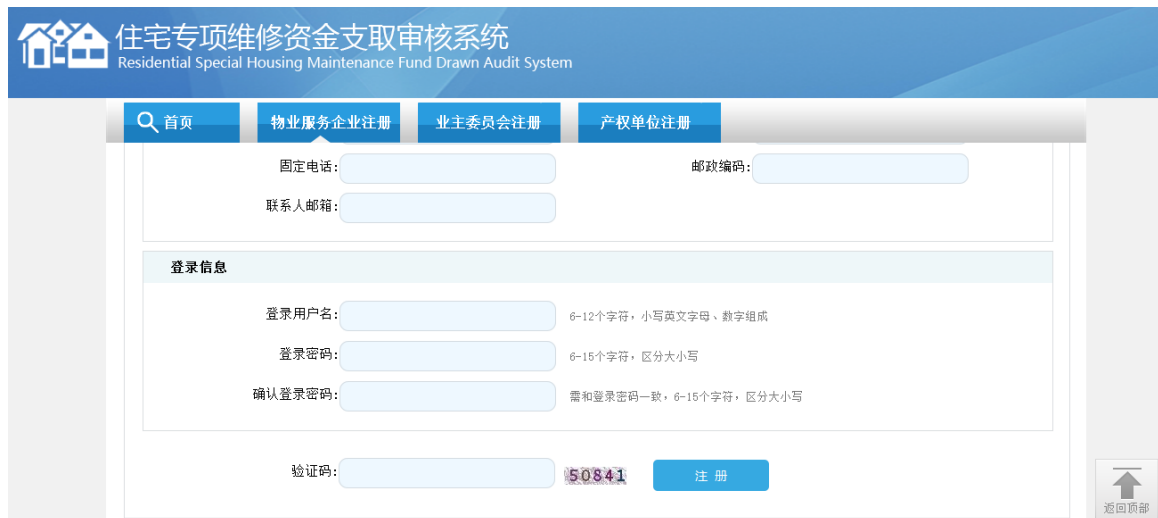 住宅专项维修资金支取审核系统
Residential Special Housing Maintenance Fund Drawn Audit System
首页 物业服务企业注册 业主委员会注册 产权单位注册
固定电话: 邮政编码:
联系人邮箱:
登录信息
登录用户名: 6-12个字符，小写英文字母、数字组成
登录密码: 6-15个字符，区分大小写
确认登录密码: 需和登录密码一致，6-15个字符，区分大小写
验证码: 50841 注 册
返回顶部